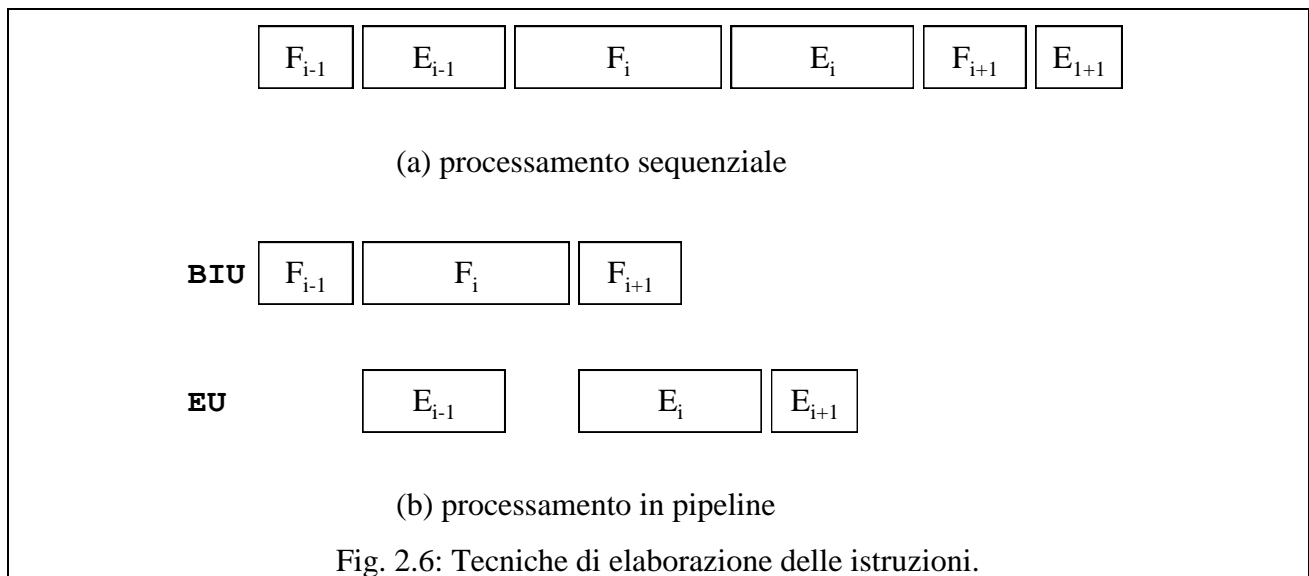 F_{i-1} E_{i-1} F_i E_i F_{i+1} E_{1+1}
(a) processamento sequenziale
BIU F_{i-1} F_i F_{i+1}
EU E_{i-1} E_i E_{i+1}
(b) processamento in pipeline
Fig. 2.6: Tecniche di elaborazione delle istruzioni.